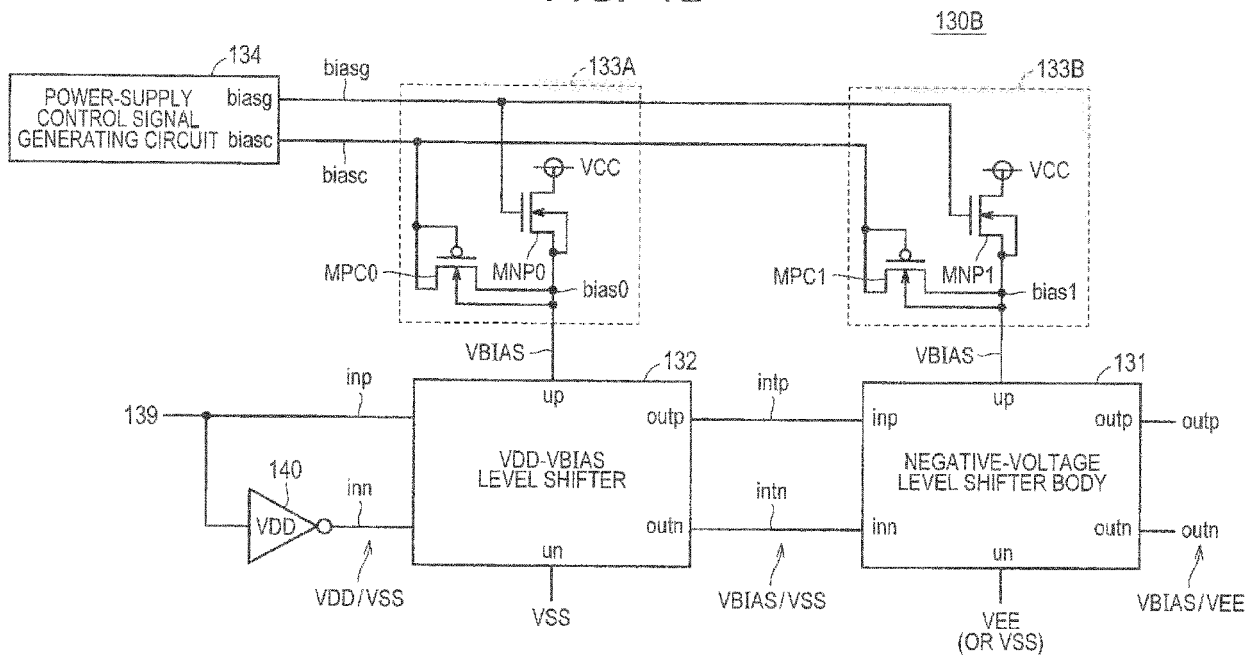 130B
134
POWER-SUPPLY
CONTROL SIGNAL
GENERATING CIRCUIT
biasg
biasc
biasg
biasc
133A
VCC
MNP0
MPC0
bias0
VBIAS
133B
VCC
MNP1
MPC1
bias1
VBIAS
139
inp
140
VDD
inn
VDD/VSS
132
up
outp
VDD-VBIAS
LEVEL SHIFTER
outn
un
VSS
intp
intn
VBIAS/VSS
131
up
inp
outp
NEGATIVE-VOLTAGE
LEVEL SHIFTER BODY
inn
outn
un
VEE
(OR VSS)
outp
outn
VBIAS/VEE